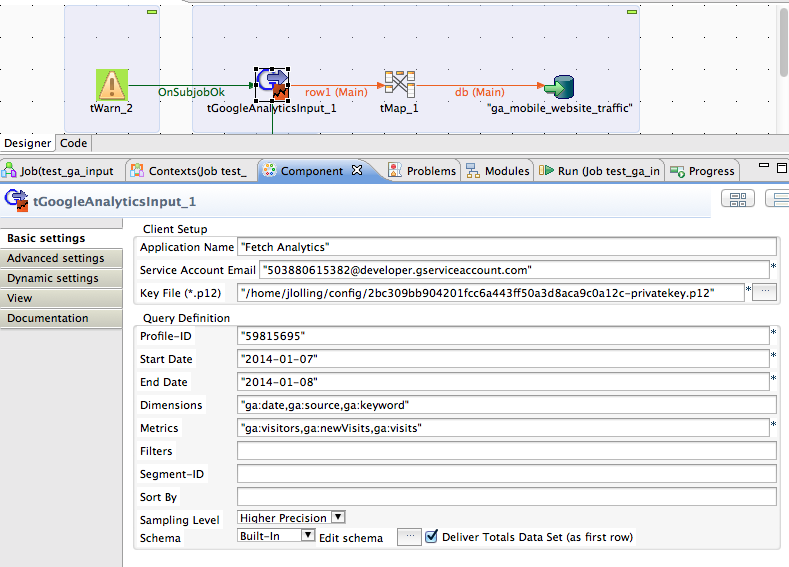 OnSubjobOk row1 (Main) db (Main)
tWarn_2 tGoogleAnalyticsInput_1 tMap_1 "ga_mobile_website_traffic"
Designer Code
Job(test_ga_input Contexts(Job test_ Component Problems Modules Run (Job test_ga_in Progress
tGoogleAnalyticsInput_1
Basic settings
Advanced settings
Dynamic settings
View
Documentation
Client Setup
Application Name "Fetch Analytics"
Service Account Email "503880615382@developer.gserviceaccount.com" *
Key File (*.p12) "/home/jlolling/config/2bc309bb904201fcc6a443ff50a3d8aca9c0a12c-privatekey.p12" * ...
Query Definition
Profile-ID "59815695" *
Start Date "2014-01-07" *
End Date "2014-01-08" *
Dimensions "ga:date,ga:source,ga:keyword"
Metrics "ga:visitors,ga:newVisits,ga:visits" *
Filters
Segment-ID
Sort By
Sampling Level Higher Precision
Schema Built-In Edit schema ... Deliver Totals Data Set (as first row)